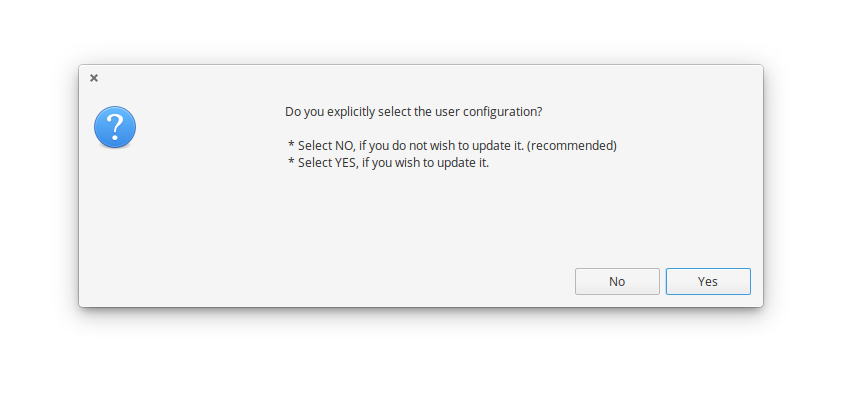 Do you explicitly select the user configuration?
* Select NO, if you do not wish to update it. (recommended)
* Select YES, if you wish to update it.
No
Yes